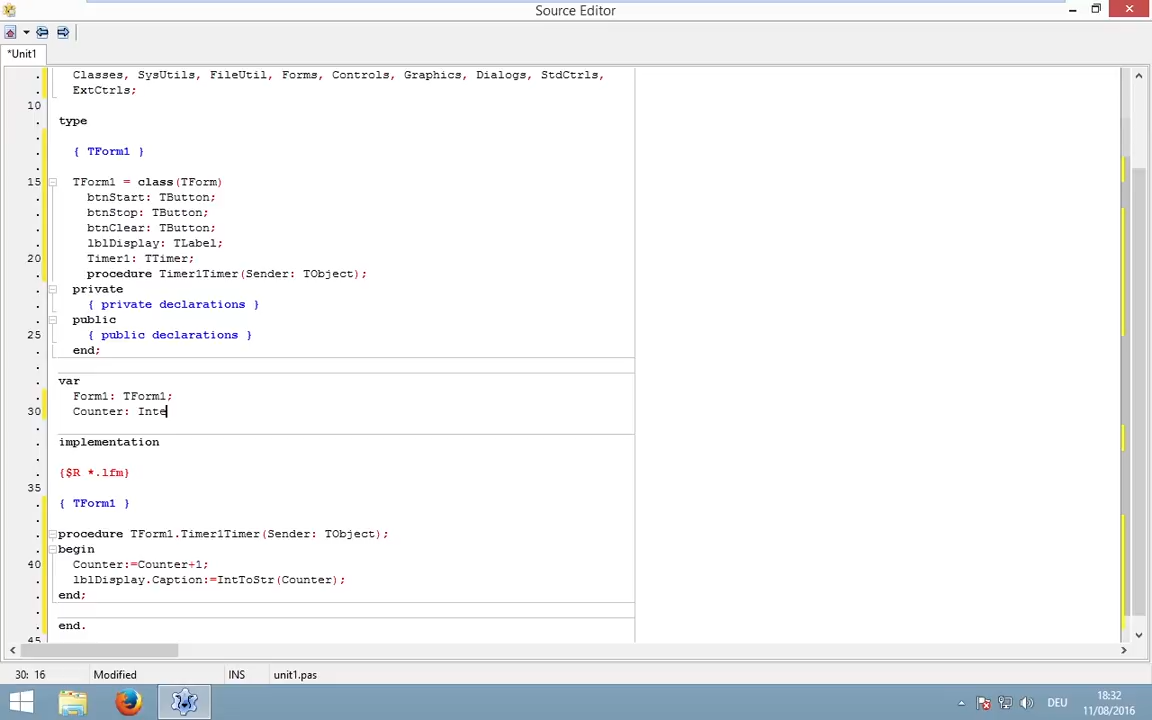 Source Editor
*Unit1
. Classes, SysUtils, FileUtil, Forms, Controls, Graphics, Dialogs, StdCtrls,
. ExtCtrls;
10
. type
.
. { TForm1 }
.
15 TForm1 = class(TForm)
. btnStart: TButton;
. btnStop: TButton;
. btnClear: TButton;
. lblDisplay: TLabel;
20 Timer1: TTimer;
. procedure Timer1Timer(Sender: TObject);
. private
. { private declarations }
. public
25 { public declarations }
. end;
.
. var
. Form1: TForm1;
30 Counter: Inte
.
. implementation
.
. {$R *.lfm}
35
. { TForm1 }
.
. procedure TForm1.Timer1Timer(Sender: TObject);
. begin
40 Counter:=Counter+1;
. lblDisplay.Caption:=IntToStr(Counter);
. end;
.
. end.
45
30: 16 Modified INS unit1.pas
DEU 18:32
11/08/2016